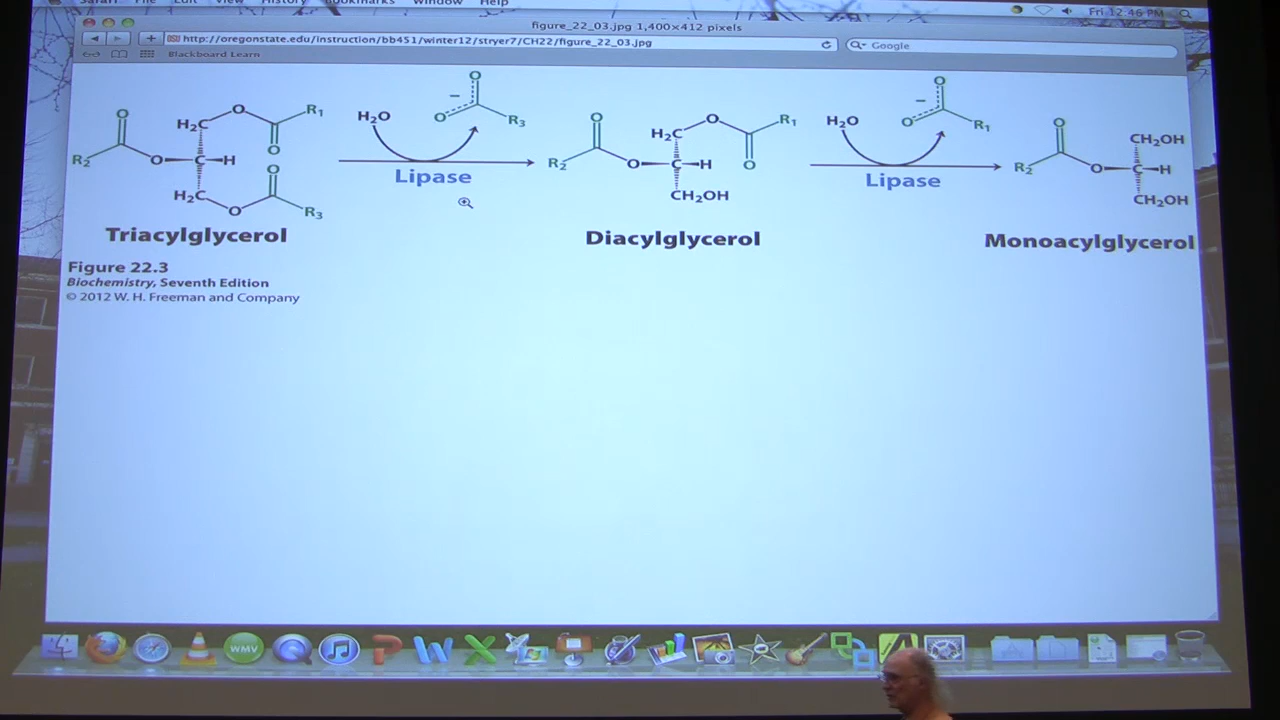 Safari File Edit View History Bookmarks Window Help
Fri 12:46 PM
figure_22_03.jpg 1,400×412 pixels
http://oregonstate.edu/instruction/bb451/winter12/stryer7/CH22/figure_22_03.jpg
Google
Blackboard Learn
O
H₂C O R₁
R₂ O C H O
O
H₂C O R₃
H₂O
O
− O R₃
Lipase
O
H₂C O R₁
R₂ O C H O
CH₂OH
H₂O
O
− O R₁
Lipase
O
CH₂OH
R₂ O C H
CH₂OH
Triacylglycerol
Diacylglycerol
Monoacylglycerol
Figure 22.3
Biochemistry, Seventh Edition
© 2012 W. H. Freeman and Company
WMV